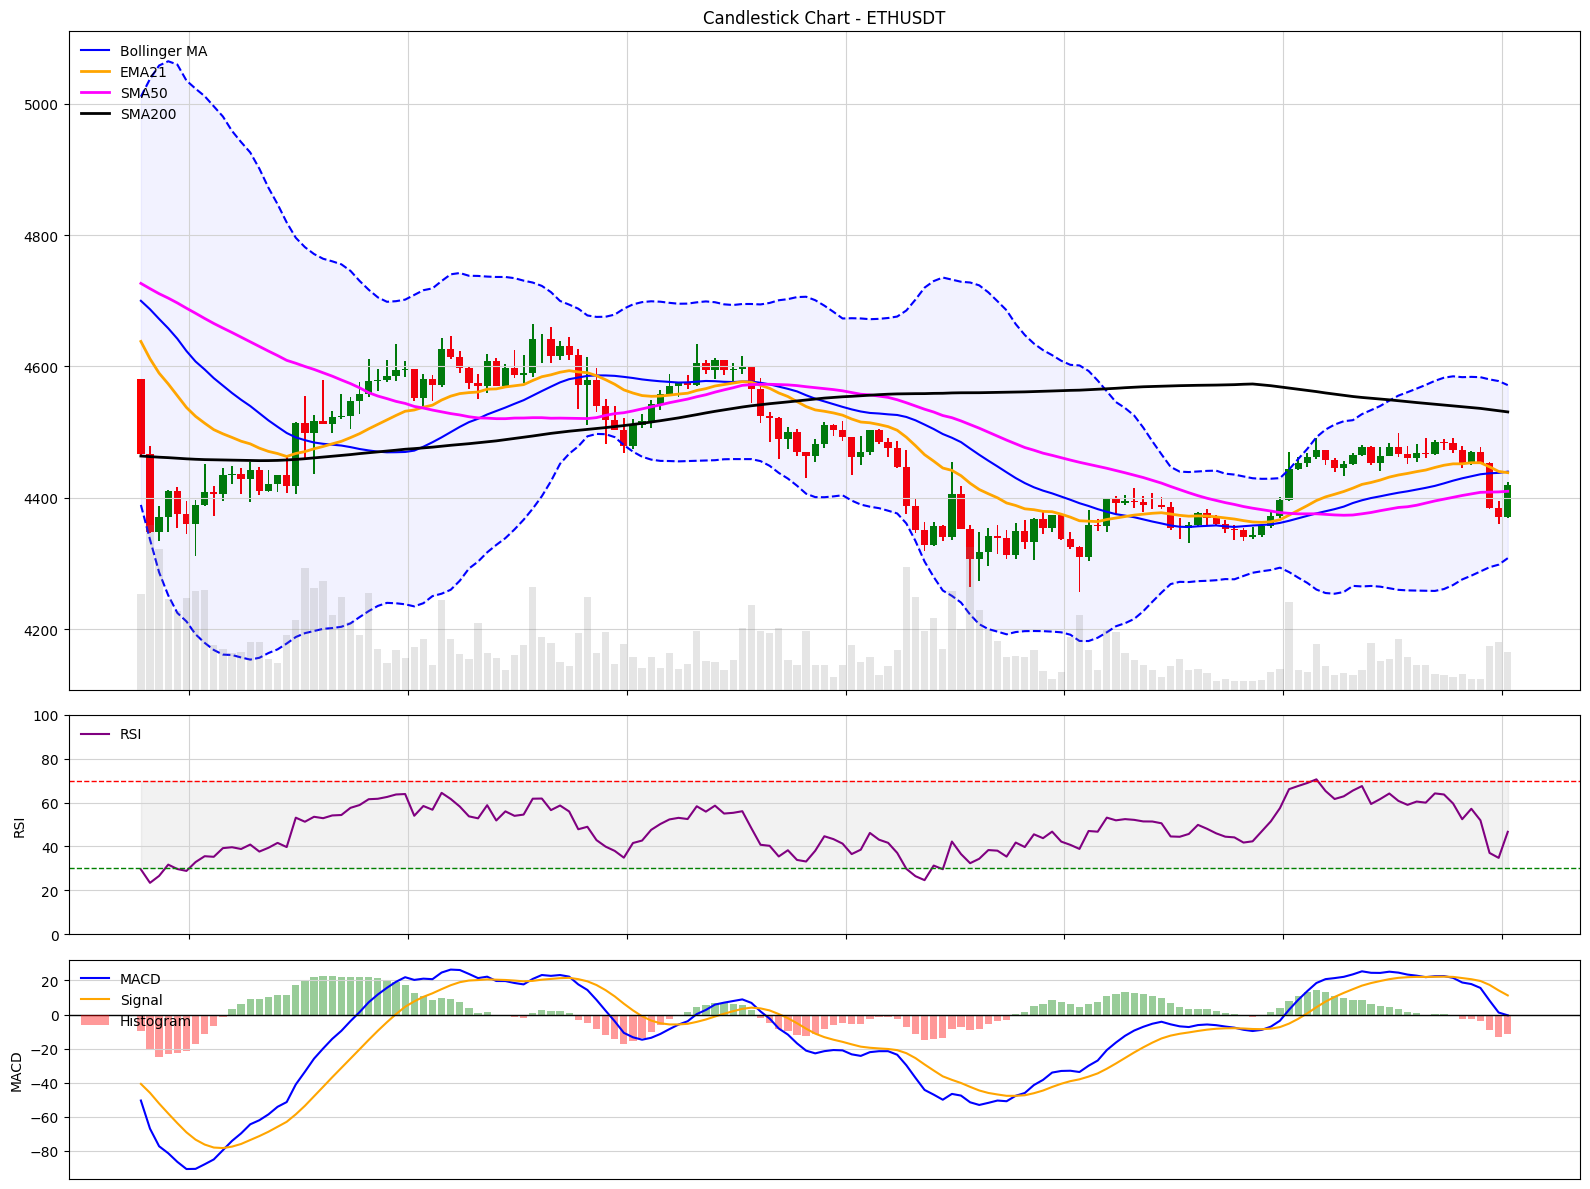 Candlestick Chart - ETHUSDT
Bollinger MA
EMA21
SMA50
SMA200
5000
4800
4600
4400
4200
RSI
100
80
60
40
20
0
RSI
MACD
Signal
Histogram
20
0
−20
−40
−60
−80
MACD